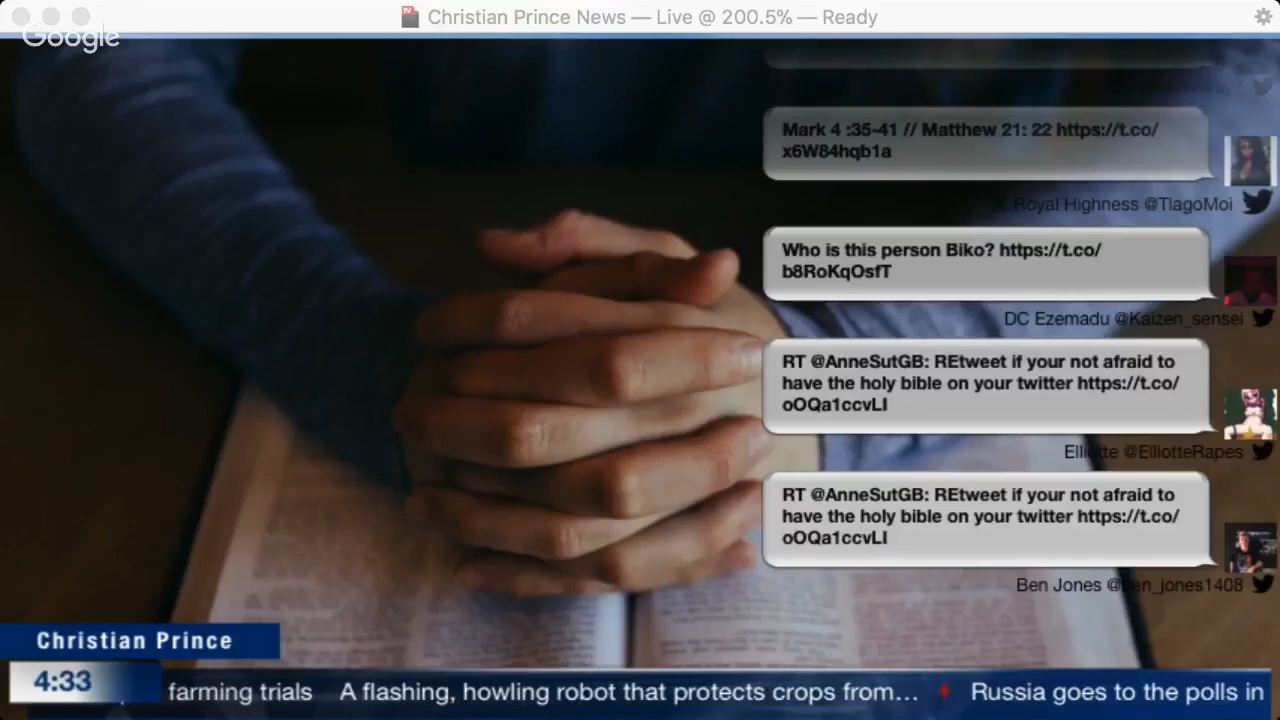 Christian Prince News — Live @ 200.5% — Ready
Google
Mark 4 :35-41 // Matthew 21: 22 https://t.co/
x6W84hqb1a
Royal Highness @TlagoMoi
Who is this person Biko? https://t.co/
b8RoKqOsfT
DC Ezemadu @Kaizen_sensei
RT @AnneSutGB: REtweet if your not afraid to
have the holy bible on your twitter https://t.co/
oOQa1ccvLI
Elliotte @ElliotteRapes
RT @AnneSutGB: REtweet if your not afraid to
have the holy bible on your twitter https://t.co/
oOQa1ccvLI
Ben Jones @ben_jones1408
Christian Prince
4:33
farming trials A flashing, howling robot that protects crops from... Russia goes to the polls in